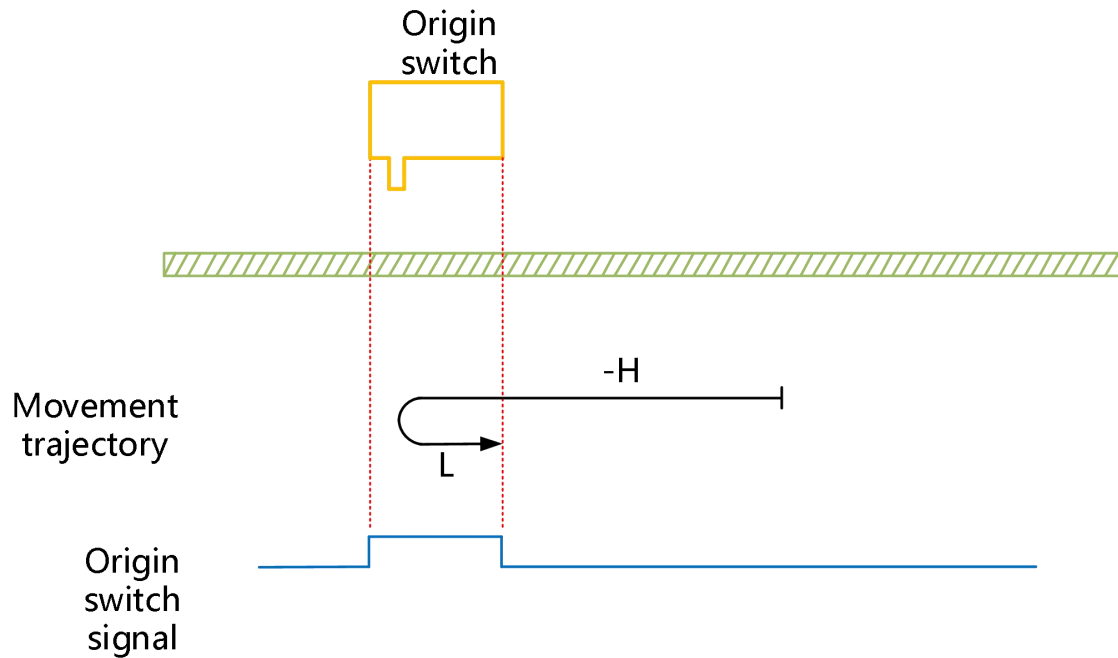 Origin
switch
-H
Movement
trajectory
L
Origin
switch
signal